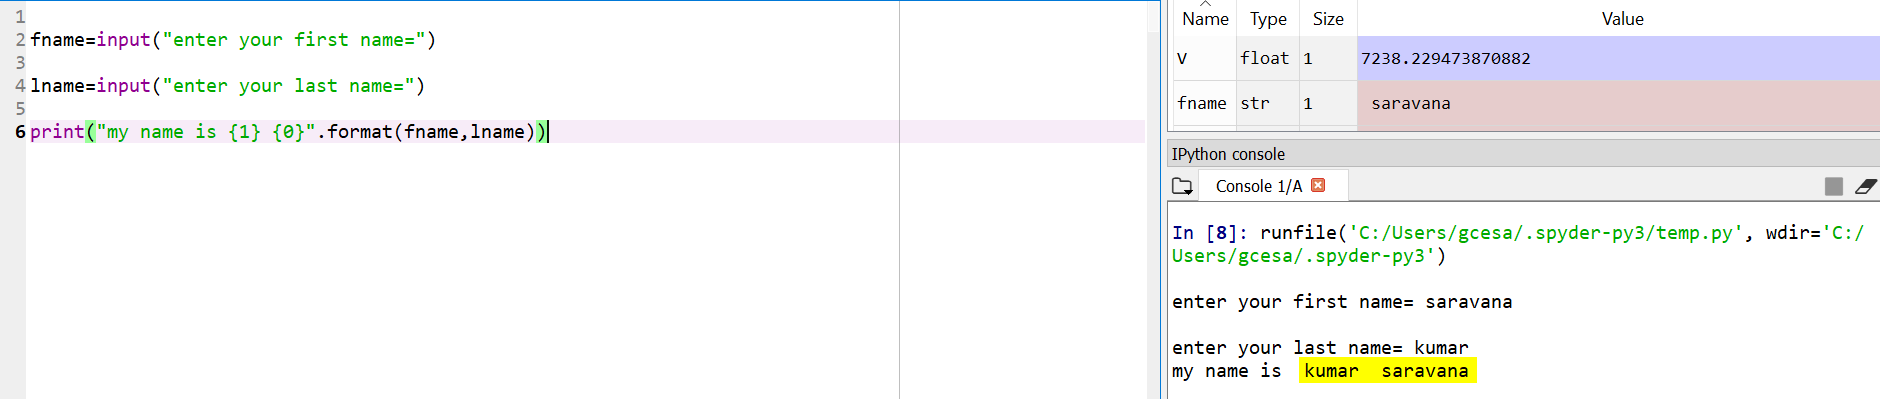 1
2 fname=input("enter your first name=")
3
4 lname=input("enter your last name=")
5
6 print("my name is {1} {0}".format(fname,lname))
Name Type Size Value
V float 1 7238.229473870882
fname str 1 saravana
IPython console
Console 1/A
In [8]: runfile('C:/Users/gcesa/.spyder-py3/temp.py', wdir='C:/
Users/gcesa/.spyder-py3')
enter your first name= saravana
enter your last name= kumar
my name is  kumar  saravana